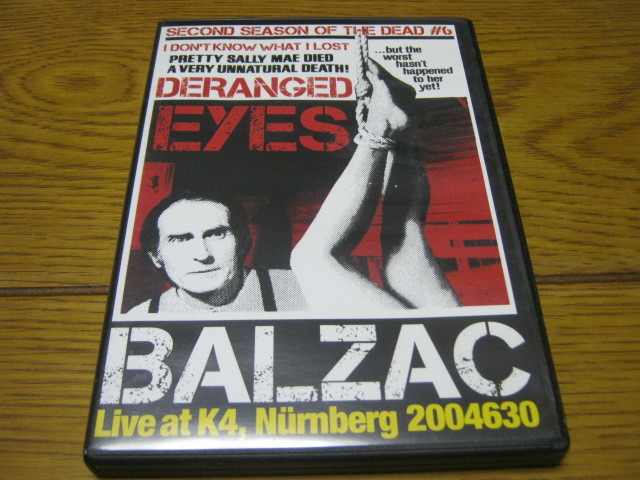 SECOND SEASON OF THE DEAD #6
I DON'T KNOW WHAT I LOST
PRETTY SALLY MAE DIED
A VERY UNNATURAL DEATH!
...but the
worst
hasn't
happened
to her
yet!
DERANGED
EYES
BALZAC
Live at K4, Nürnberg 2004630